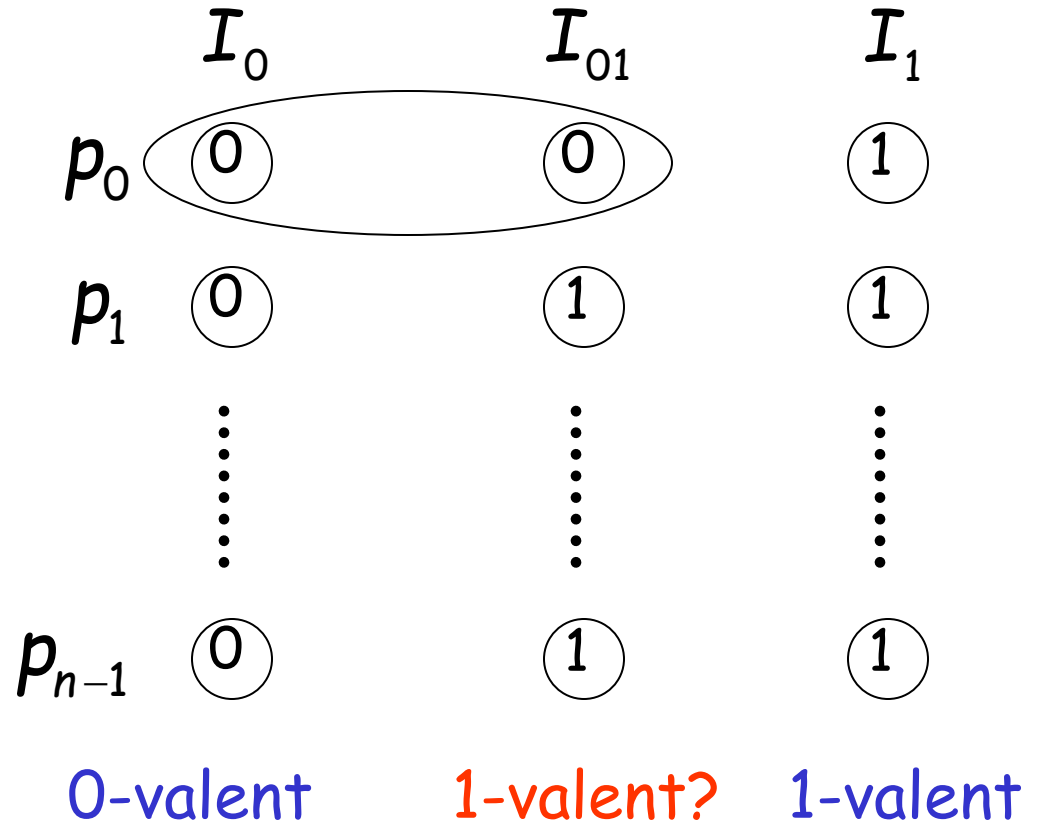 I₀ I₀₁ I₁
p₀ 0 0 1
p₁ 0 1 1
pₙ₋₁ 0 1 1
0-valent 1-valent? 1-valent